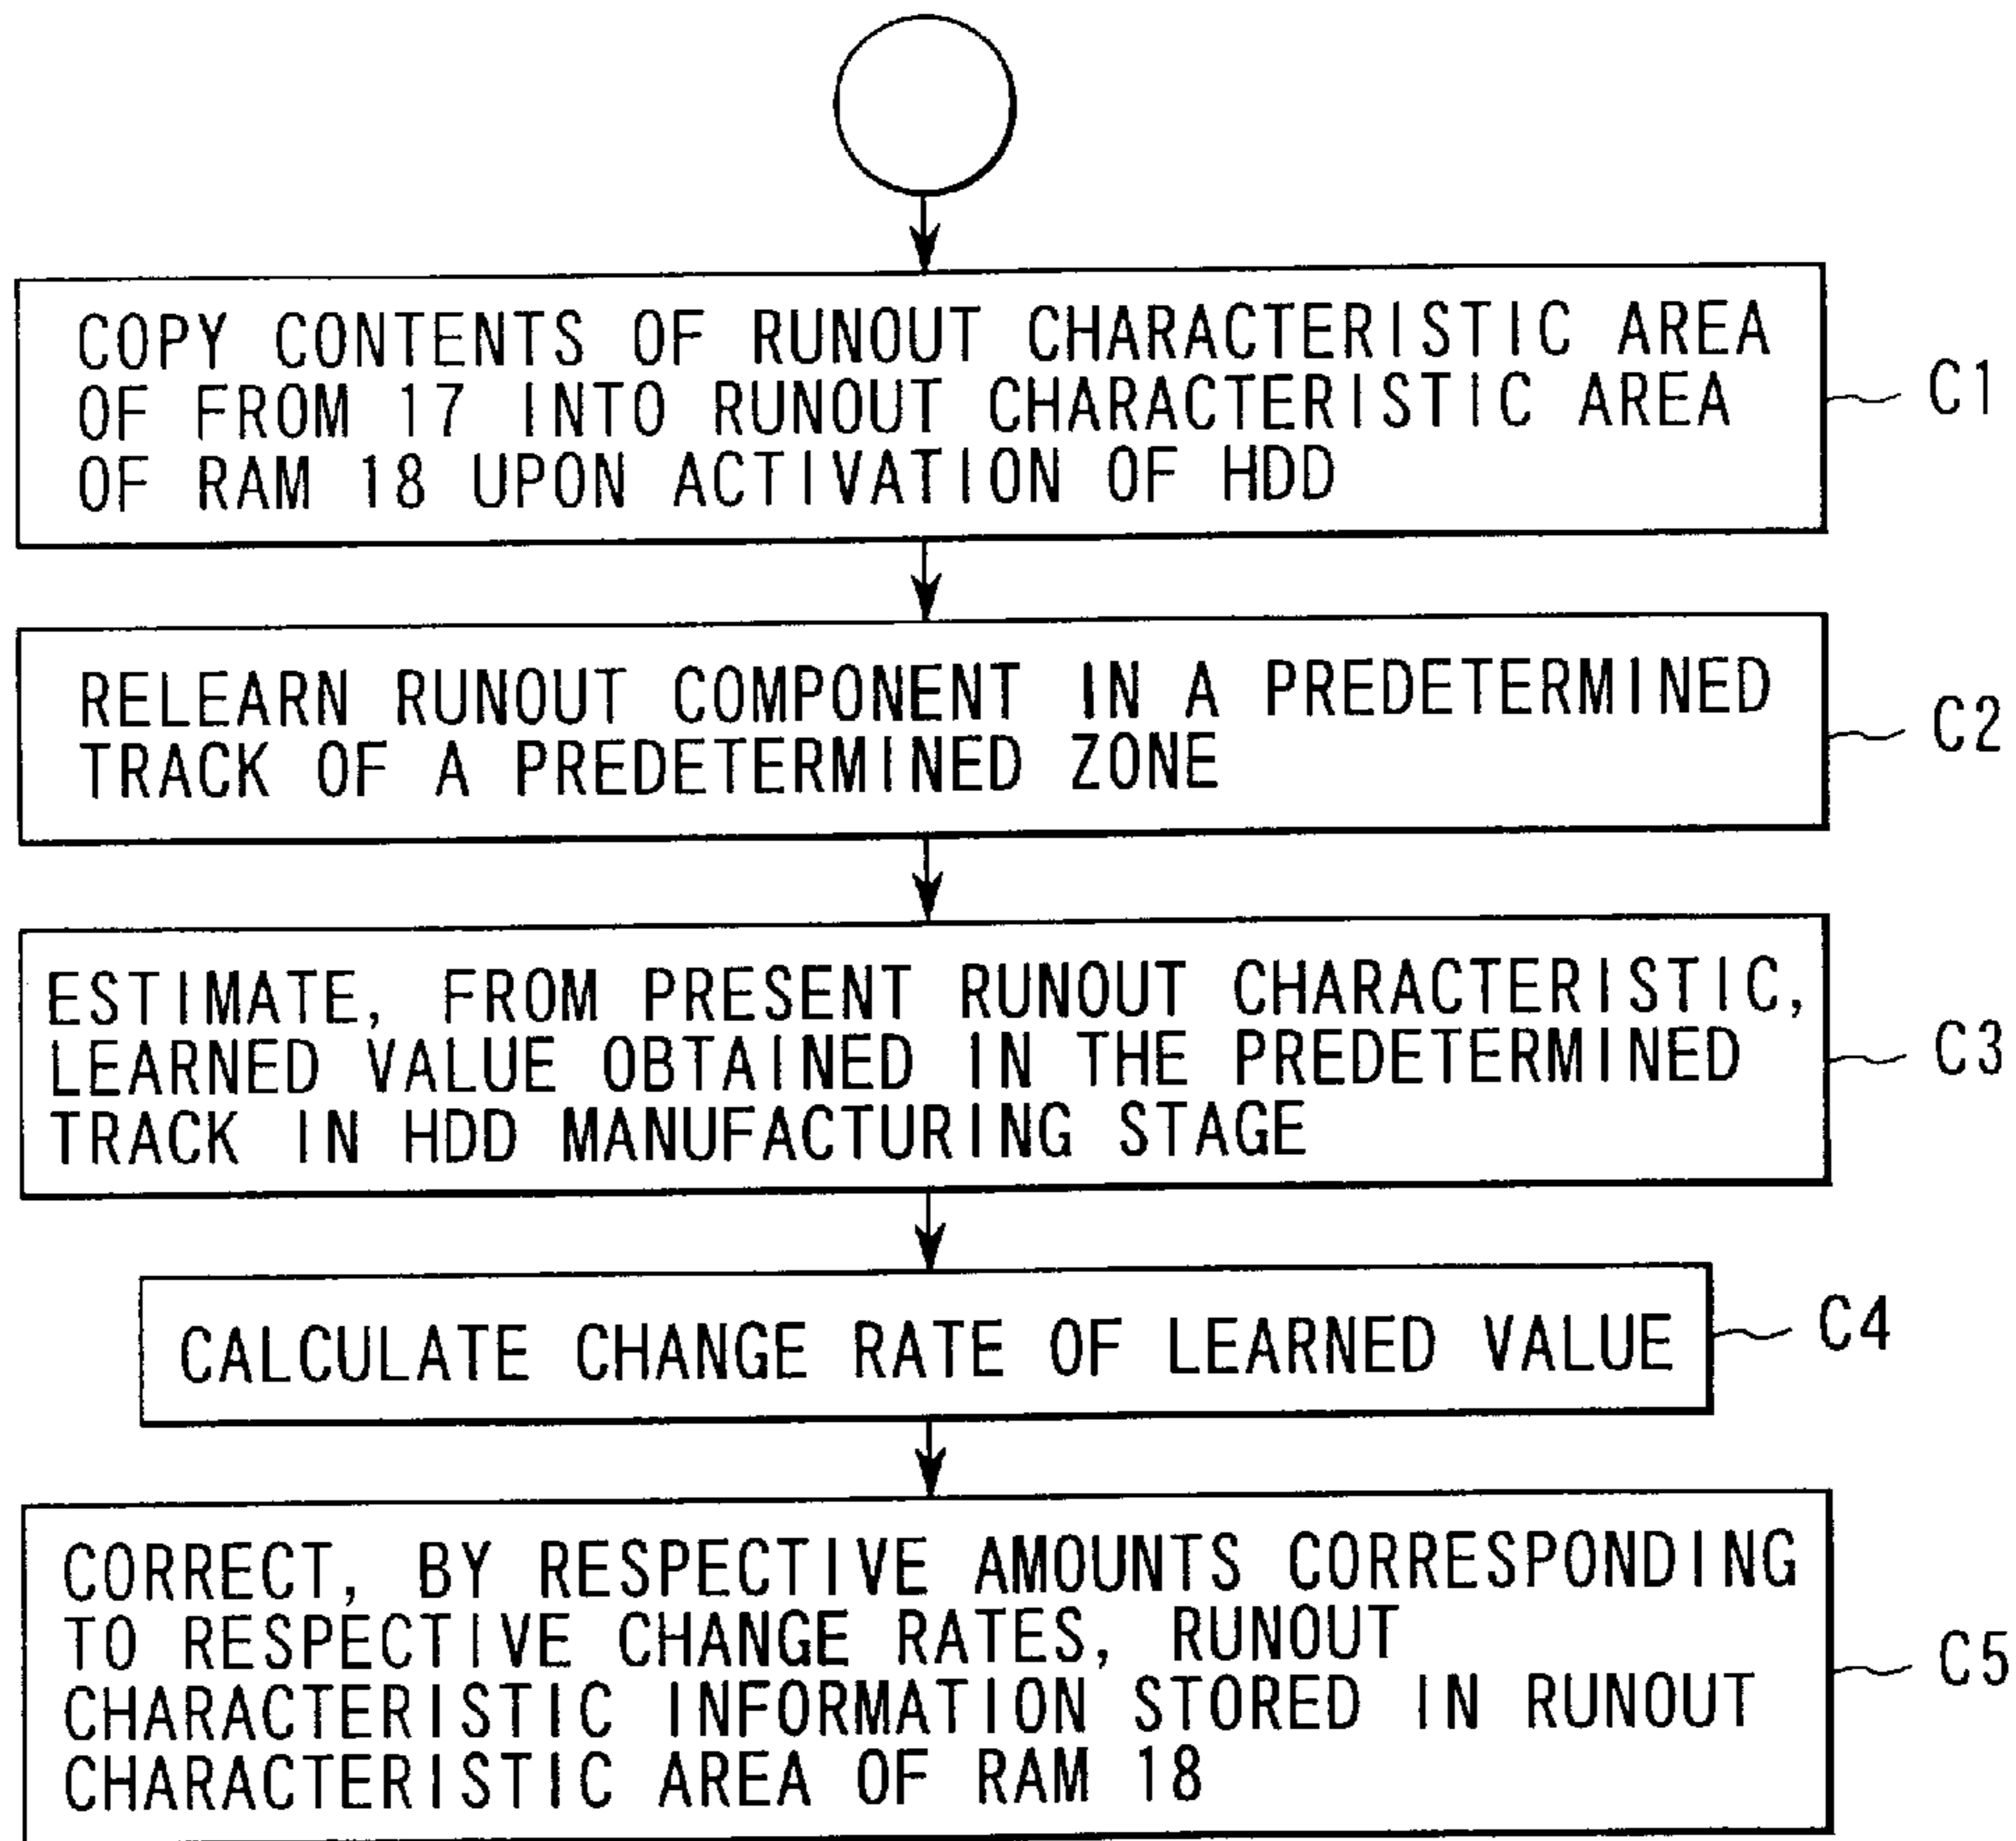 COPY CONTENTS OF RUNOUT CHARACTERISTIC AREA
OF FROM 17 INTO RUNOUT CHARACTERISTIC AREA
OF RAM 18 UPON ACTIVATION OF HDD
C1
RELEARN RUNOUT COMPONENT IN A PREDETERMINED
TRACK OF A PREDETERMINED ZONE
C2
ESTIMATE, FROM PRESENT RUNOUT CHARACTERISTIC,
LEARNED VALUE OBTAINED IN THE PREDETERMINED
TRACK IN HDD MANUFACTURING STAGE
C3
CALCULATE CHANGE RATE OF LEARNED VALUE
C4
CORRECT, BY RESPECTIVE AMOUNTS CORRESPONDING
TO RESPECTIVE CHANGE RATES, RUNOUT
CHARACTERISTIC INFORMATION STORED IN RUNOUT
CHARACTERISTIC AREA OF RAM 18
C5